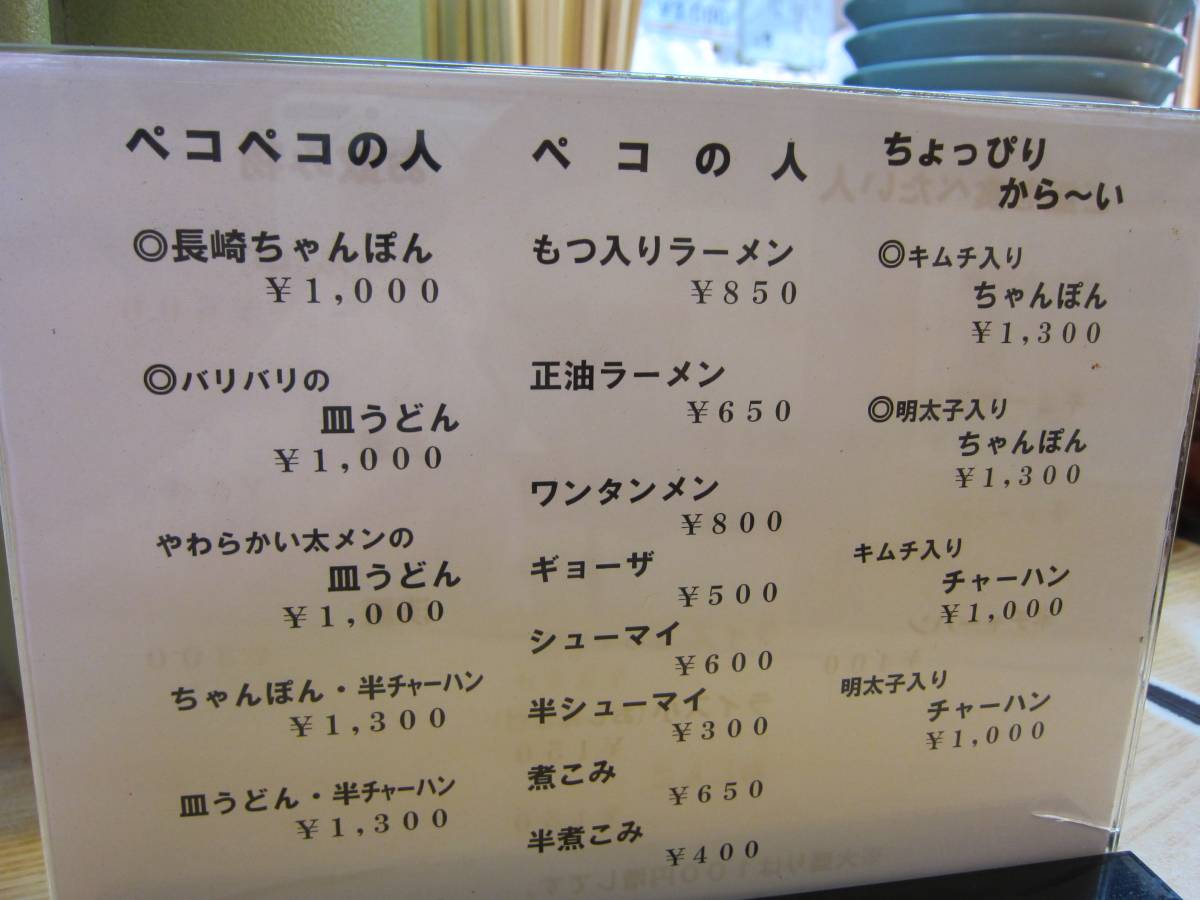 ペコペコの人
◎長崎ちゃんぽん
¥1,000
◎バリバリの
皿うどん
¥1,000
やわらかい太メンの
皿うどん
¥1,000
ちゃんぽん・半チャーハン
¥1,300
皿うどん・半チャーハン
¥1,300
ペコの人
もつ入りラーメン
¥850
正油ラーメン
¥650
ワンタンメン
¥800
ギョーザ
¥500
シューマイ
¥600
半シューマイ
¥300
煮こみ
¥650
半煮こみ
¥400
ちょっぴり
から〜い
◎キムチ入り
ちゃんぽん
¥1,300
◎明太子入り
ちゃんぽん
¥1,300
キムチ入り
チャーハン
¥1,000
明太子入り
チャーハン
¥1,000